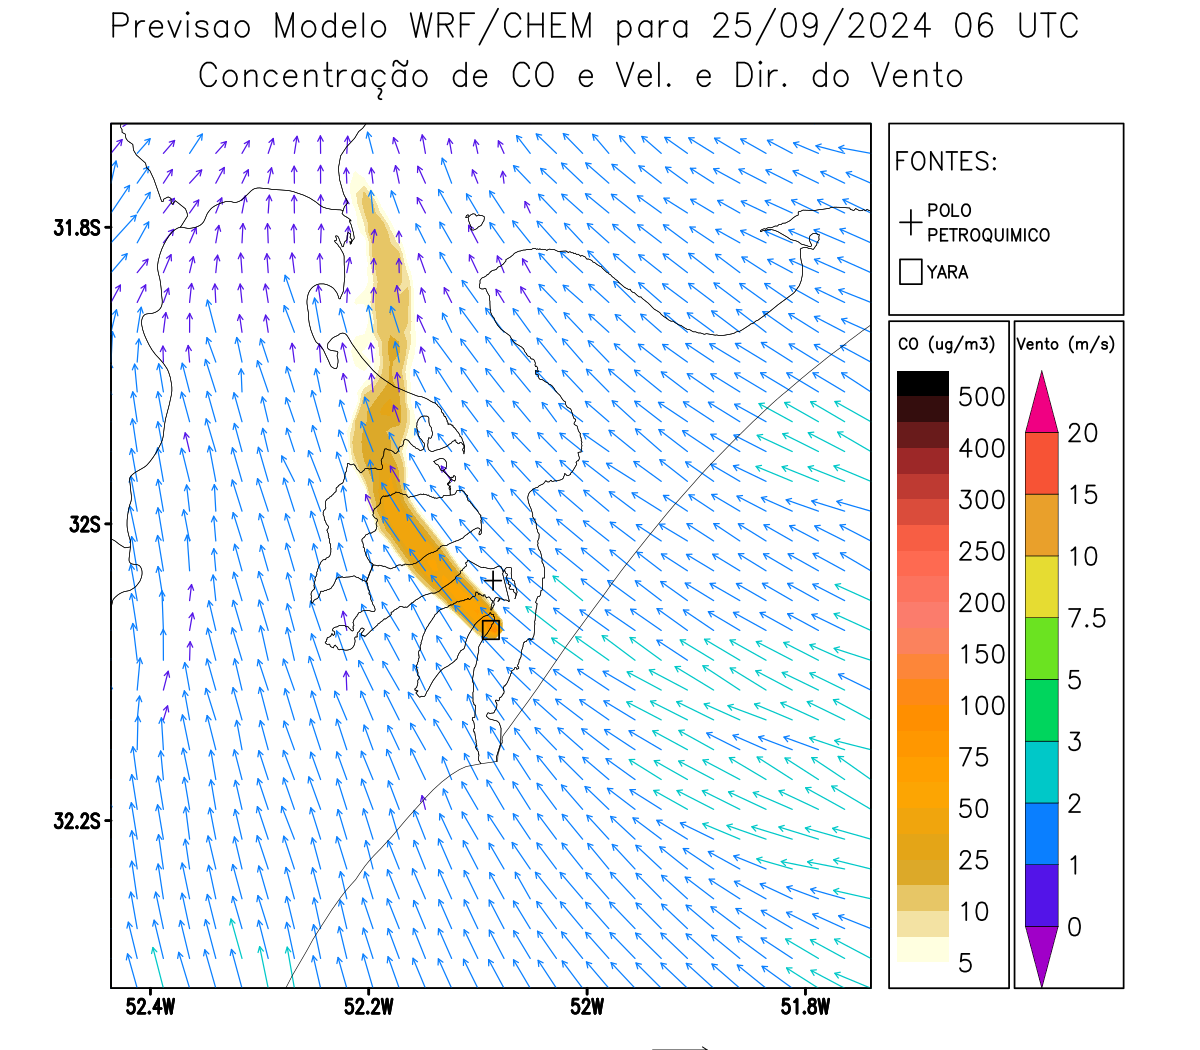 Previsao Modelo WRF/CHEM para 25/09/2024 06 UTC
Concentração de CO e Vel. e Dir. do Vento
FONTES:
POLO
PETROQUIMICO
YARA
31.8S
32S
32.2S
52.4W
52.2W
52W
51.8W
CO (ug/m3)
500
400
300
250
200
150
100
75
50
25
10
5
Vento (m/s)
20
15
10
7.5
5
3
2
1
0